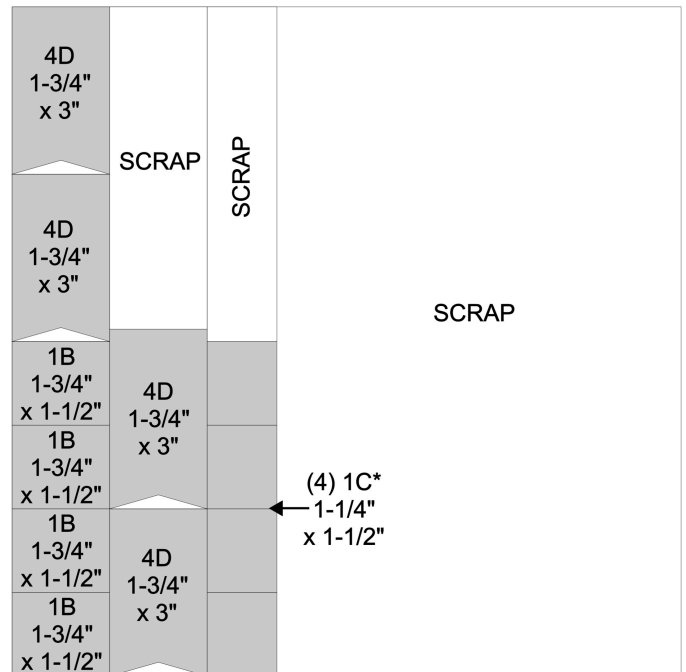 4D
1-3/4"
x 3"
SCRAP
SCRAP
SCRAP
4D
1-3/4"
x 3"
1B
1-3/4"
x 1-1/2"
1B
1-3/4"
x 1-1/2"
1B
1-3/4"
x 1-1/2"
1B
1-3/4"
x 1-1/2"
4D
1-3/4"
x 3"
4D
1-3/4"
x 3"
(4) 1C*
1-1/4"
x 1-1/2"